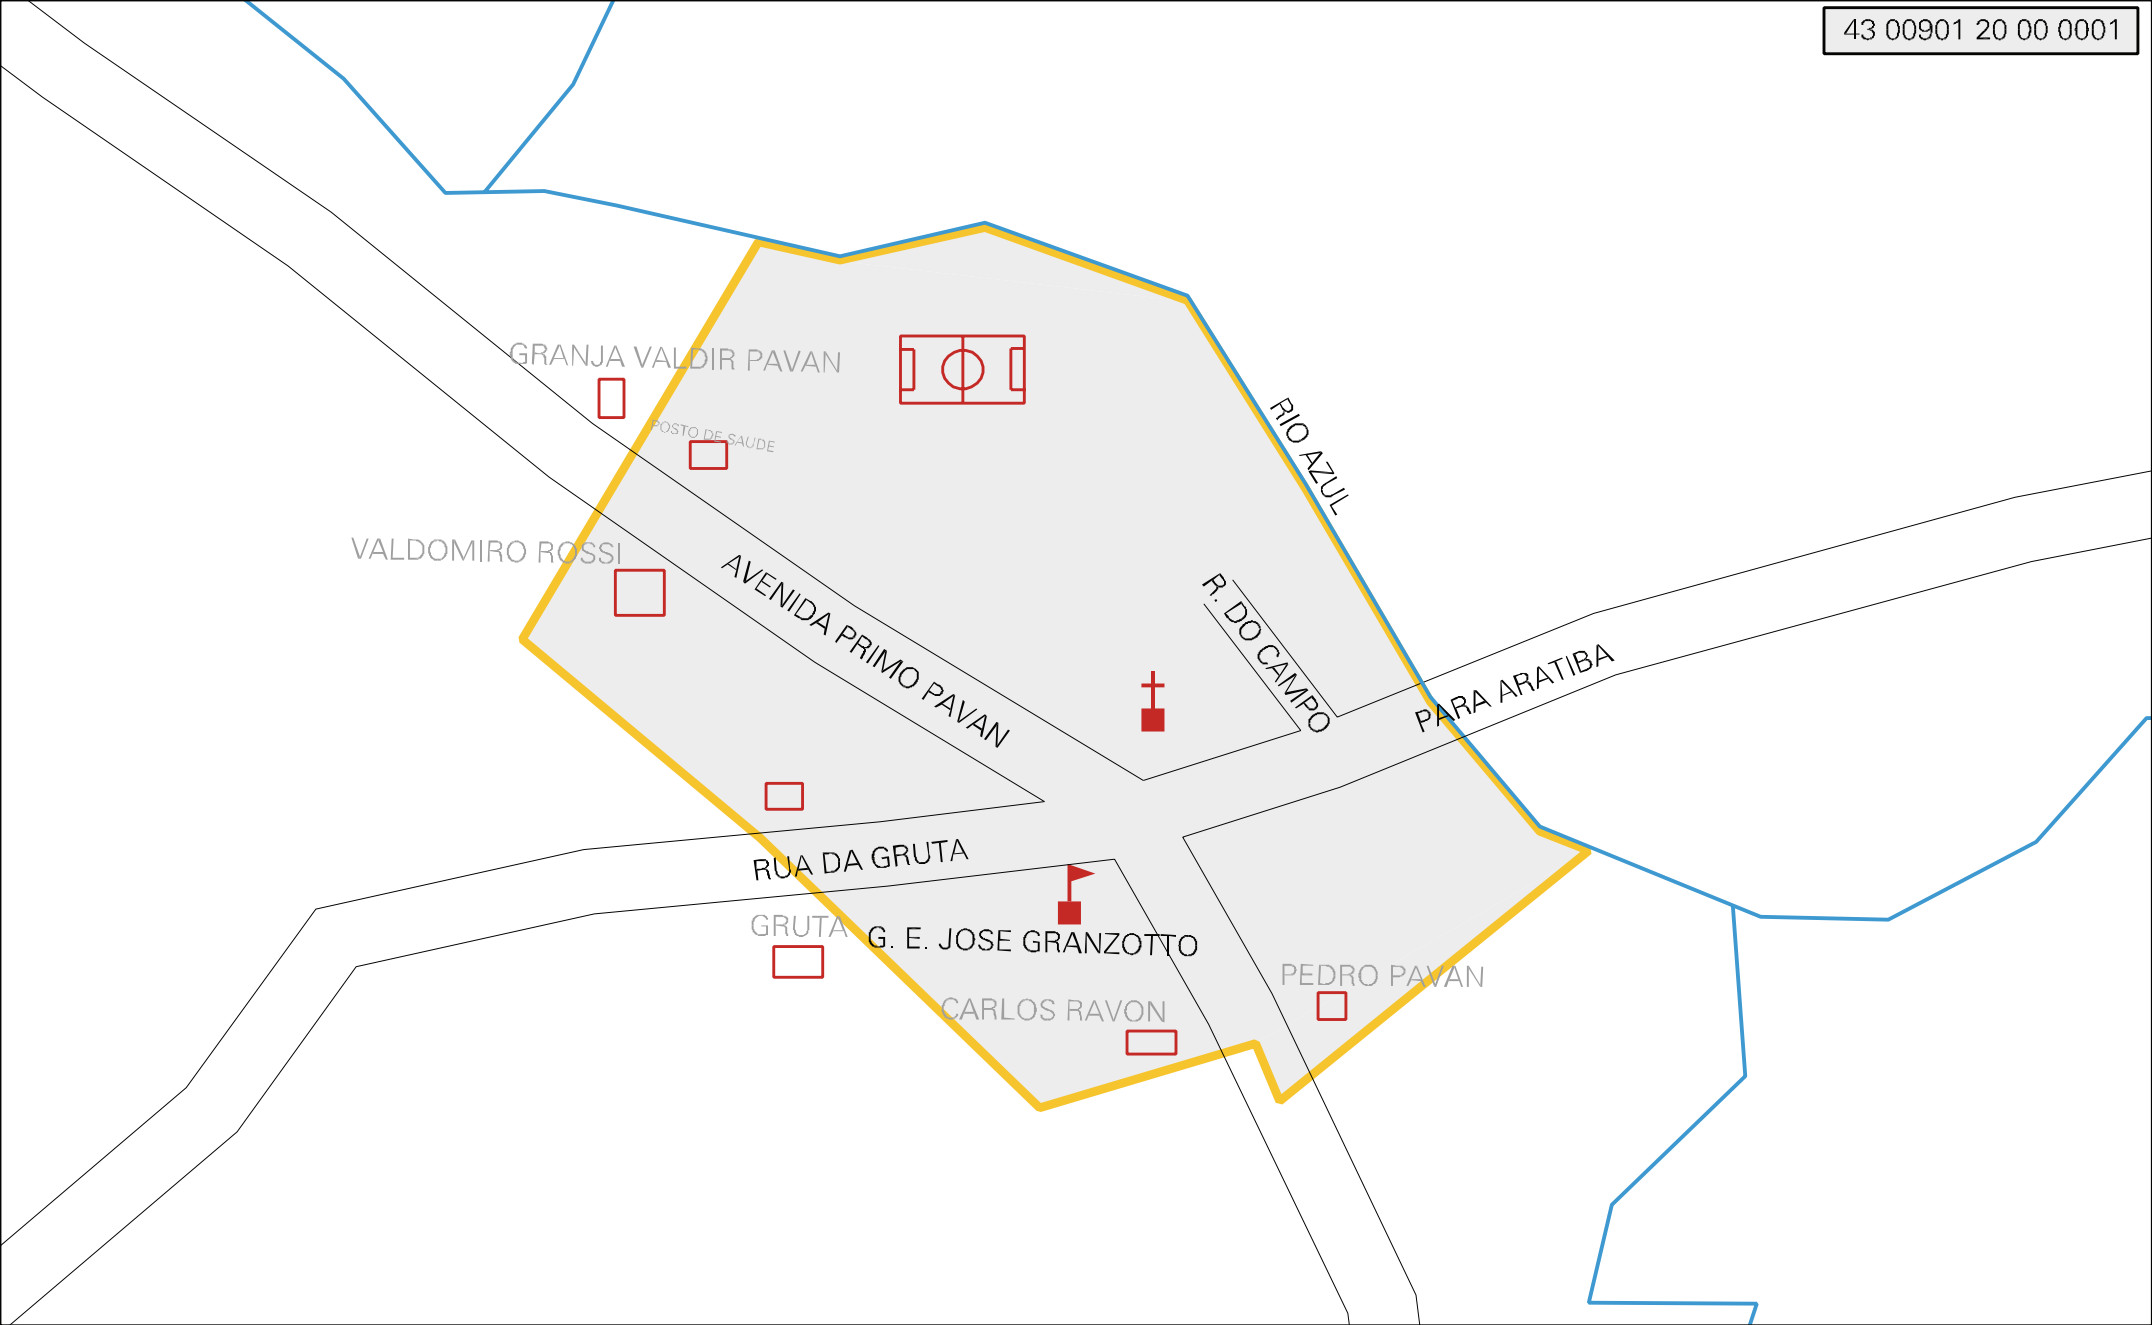 43 00901 20 00 0001
GRANJA VALDIR PAVAN
POSTO DE SAUDE
RIO AZUL
VALDOMIRO ROSSI
AVENIDA PRIMO PAVAN
R. DO CAMPO
PARA ARATIBA
RUA DA GRUTA
GRUTA
G. E. JOSE GRANZOTTO
PEDRO PAVAN
CARLOS RAVON